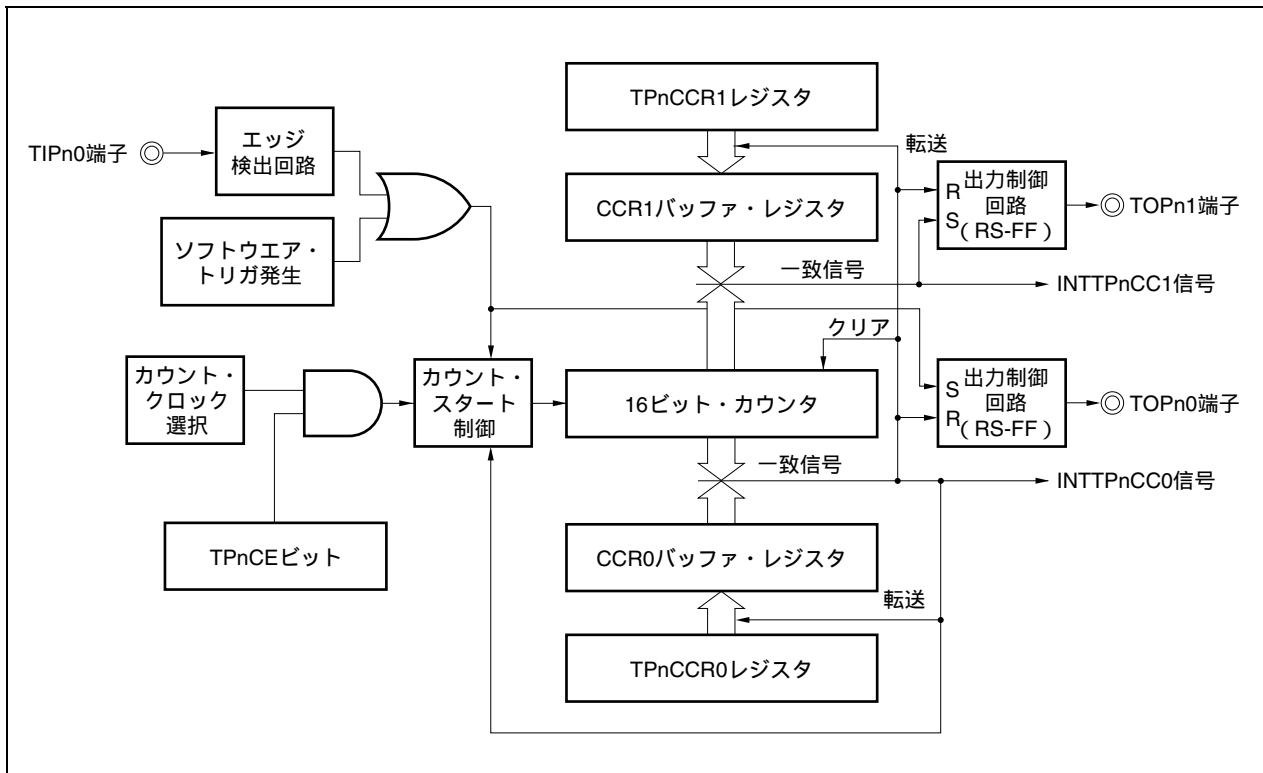 TPnCCR1レジスタ
TIPn0端子
エッジ
検出回路
転送
CCR1バッファ・レジスタ
R
S
出力制御
回路
(RS-FF)
TOPn1端子
ソフトウエア・
トリガ発生
一致信号
INTTPnCC1信号
クリア
カウント・
クロック
選択
カウント・
スタート
制御
16ビット・カウンタ
S
R
出力制御
回路
(RS-FF)
TOPn0端子
一致信号
INTTPnCC0信号
TPnCEビット
CCR0バッファ・レジスタ
転送
TPnCCR0レジスタ